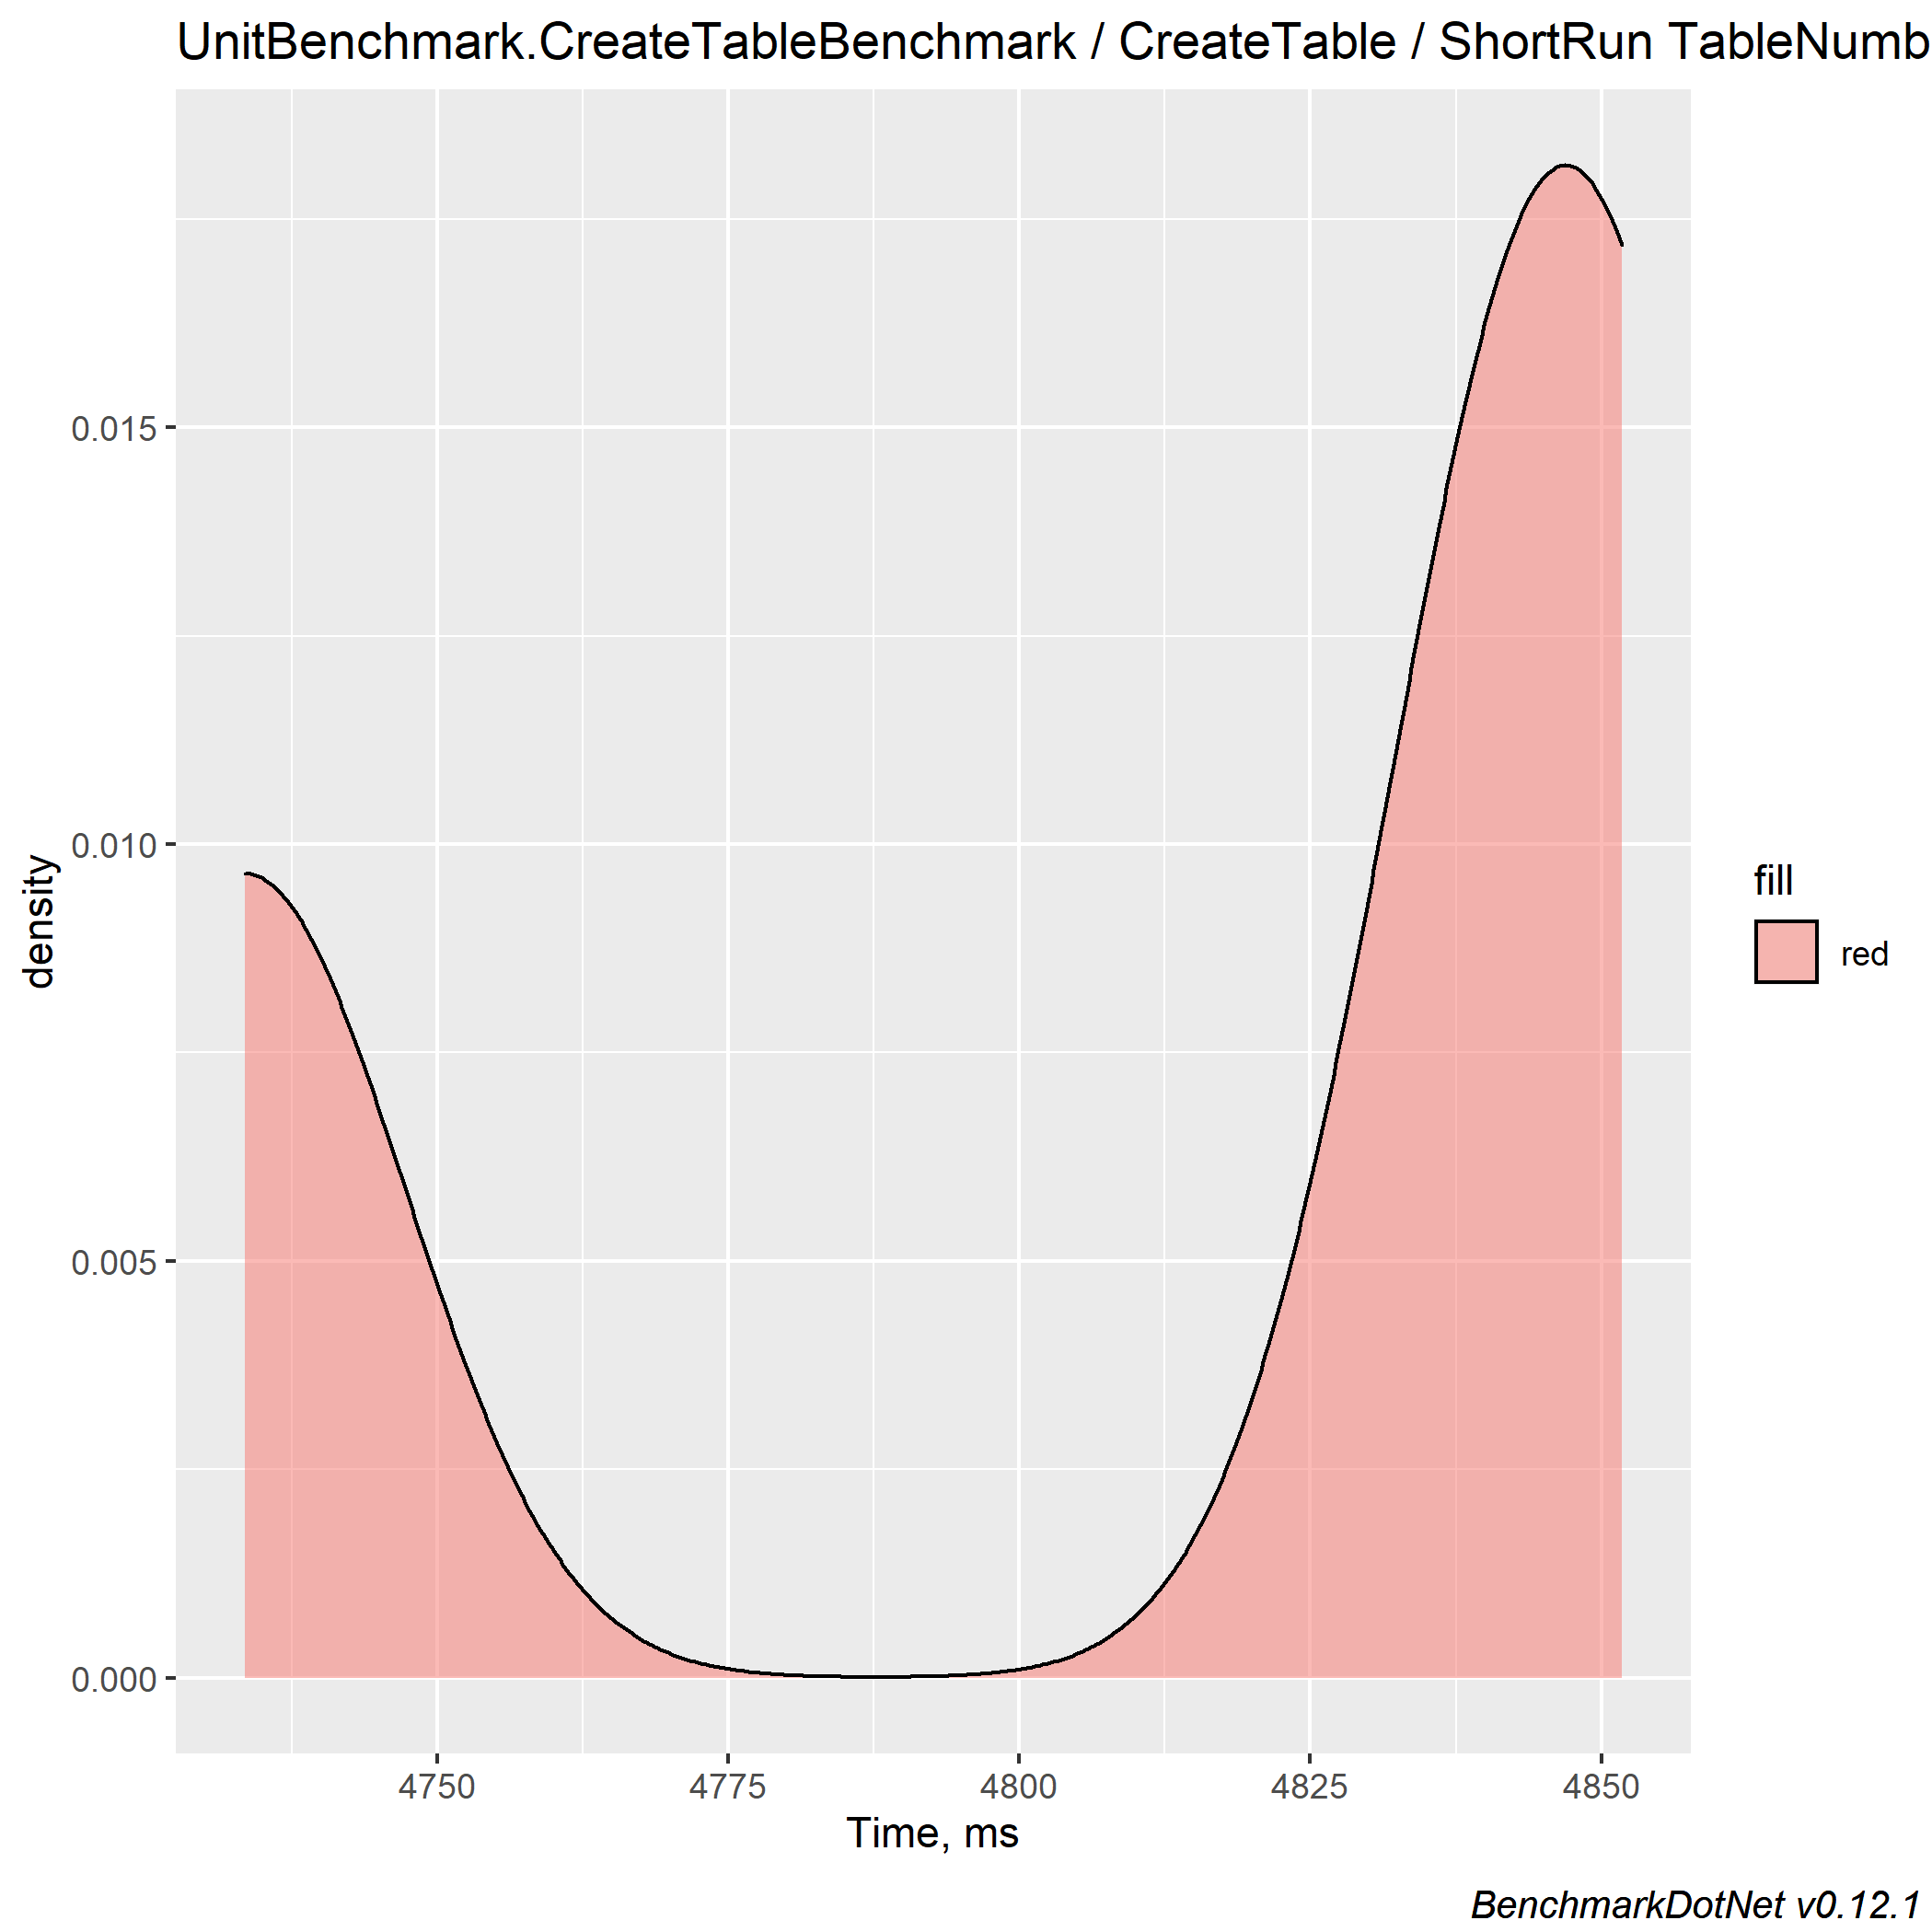 UnitBenchmark.CreateTableBenchmark / CreateTable / ShortRun TableNumb
0.015
0.010
0.005
0.000
density
4750 4775 4800 4825 4850
Time, ms
fill
red
BenchmarkDotNet v0.12.1